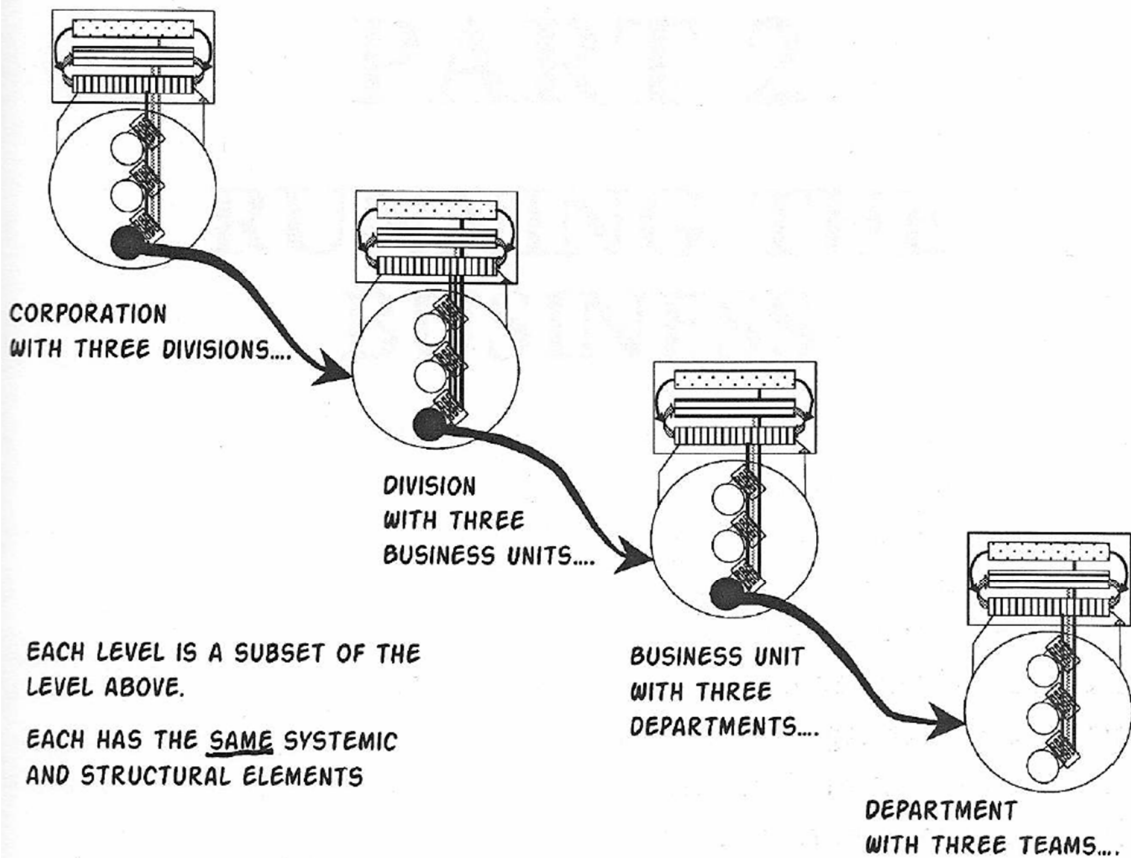 CORPORATION
WITH THREE DIVISIONS....
DIVISION
WITH THREE
BUSINESS UNITS....
EACH LEVEL IS A SUBSET OF THE
LEVEL ABOVE.
EACH HAS THE SAME SYSTEMIC
AND STRUCTURAL ELEMENTS
BUSINESS UNIT
WITH THREE
DEPARTMENTS....
DEPARTMENT
WITH THREE TEAMS....